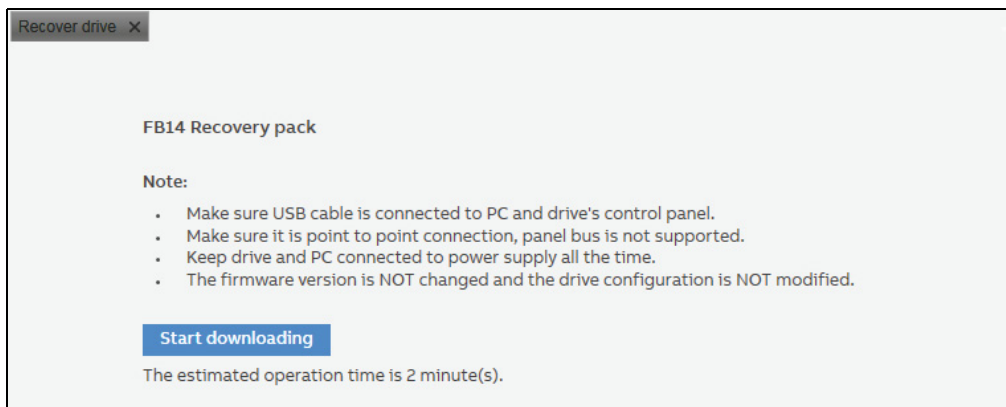 Recover drive ×
FB14 Recovery pack
Note:
• Make sure USB cable is connected to PC and drive's control panel.
• Make sure it is point to point connection, panel bus is not supported.
• Keep drive and PC connected to power supply all the time.
• The firmware version is NOT changed and the drive configuration is NOT modified.
Start downloading
The estimated operation time is 2 minute(s).